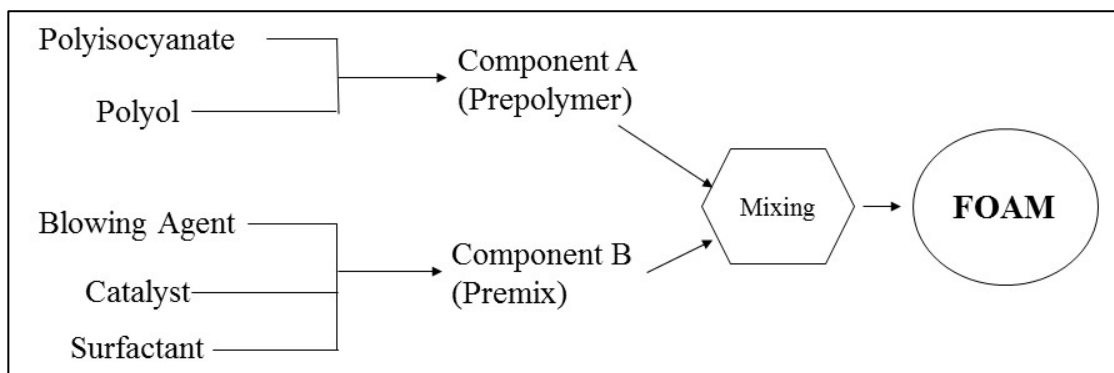 Polyisocyanate
Polyol
Component A
(Prepolymer)
Blowing Agent
Catalyst
Surfactant
Component B
(Premix)
Mixing
FOAM